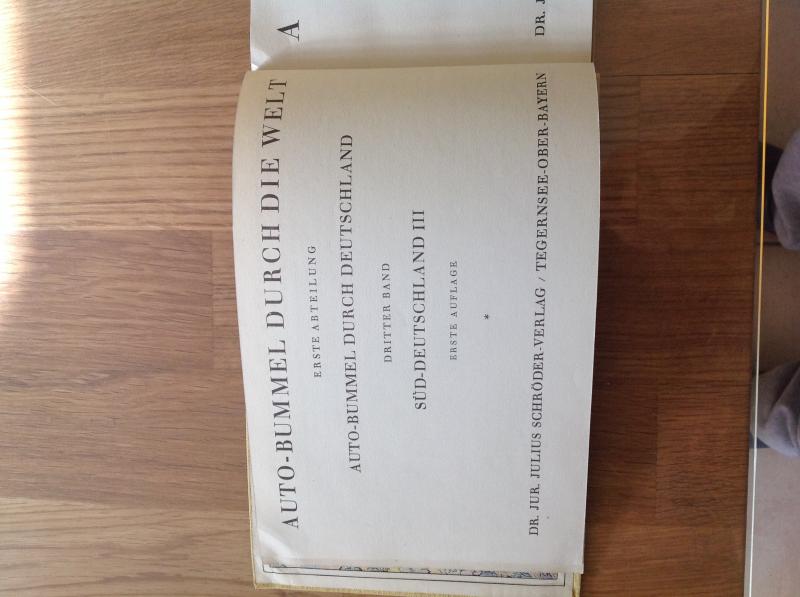 AUTO-BUMMEL DURCH DIE WELT
ERSTE ABTEILUNG
AUTO-BUMMEL DURCH DEUTSCHLAND
DRITTER BAND
SÜD-DEUTSCHLAND III
ERSTE AUFLAGE
*
DR. JUR. JULIUS SCHRÖDER-VERLAG / TEGERNSEE-OBER-BAYERN
A
DR. J